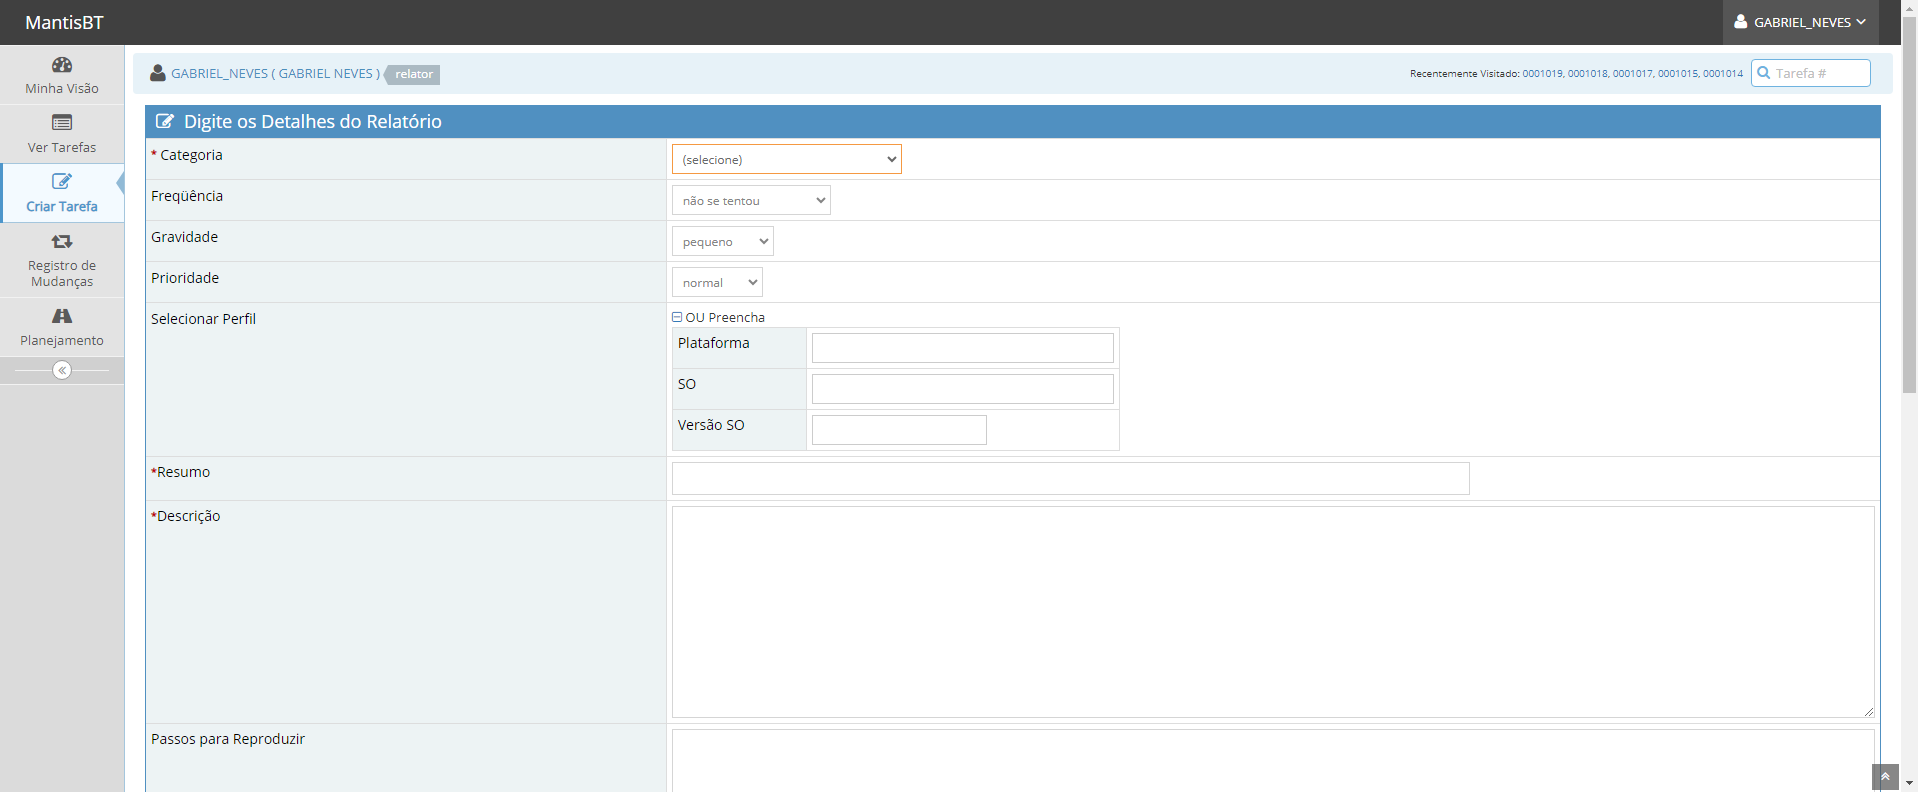 MantisBT
GABRIEL_NEVES
Minha Visão
Ver Tarefas
Criar Tarefa
Registro de
Mudanças
Planejamento
GABRIEL_NEVES ( GABRIEL NEVES ) relator
Recentemente Visitado: 0001019, 0001018, 0001017, 0001015, 0001014
Tarefa #
Digite os Detalhes do Relatório
* Categoria
(selecione)
Freqüência
não se tentou
Gravidade
pequeno
Prioridade
normal
Selecionar Perfil
OU Preencha
Plataforma
SO
Versão SO
*Resumo
*Descrição
Passos para Reproduzir